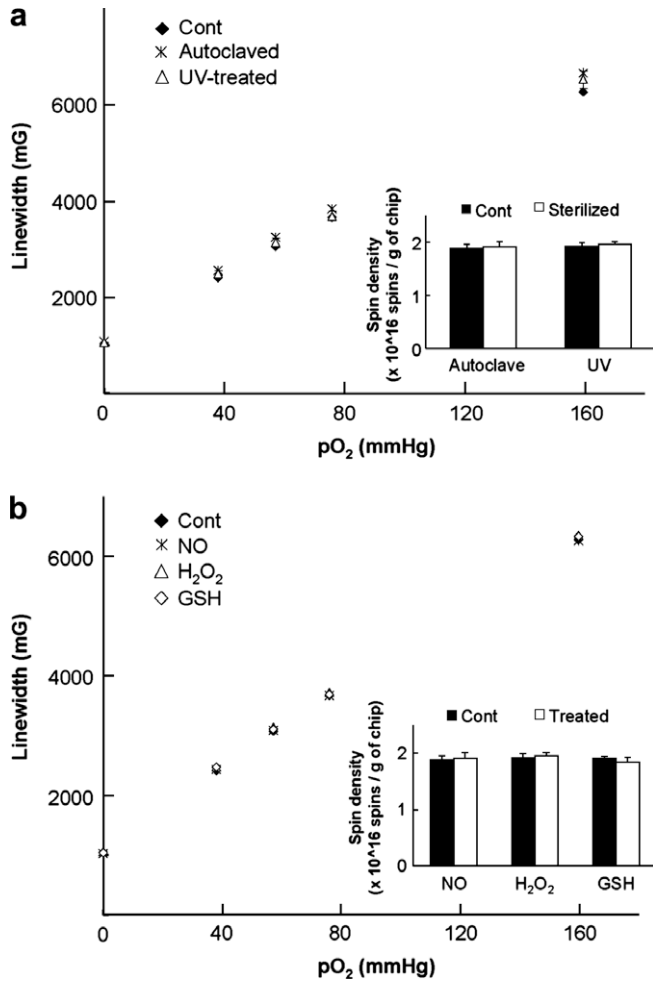 a
Cont
Autoclaved
UV-treated
6000
4000
2000
Linewidth (mG)
0 40 80 120 160
pO₂ (mmHg)
Cont Sterilized
Spin density
(x 10^16 spins / g of chip)
2
1
0
Autoclave UV
b
Cont
NO
H₂O₂
GSH
6000
4000
2000
Linewidth (mG)
0 40 80 120 160
pO₂ (mmHg)
Cont Treated
Spin density
(x 10^16 spins / g of chip)
2
1
0
NO H₂O₂ GSH